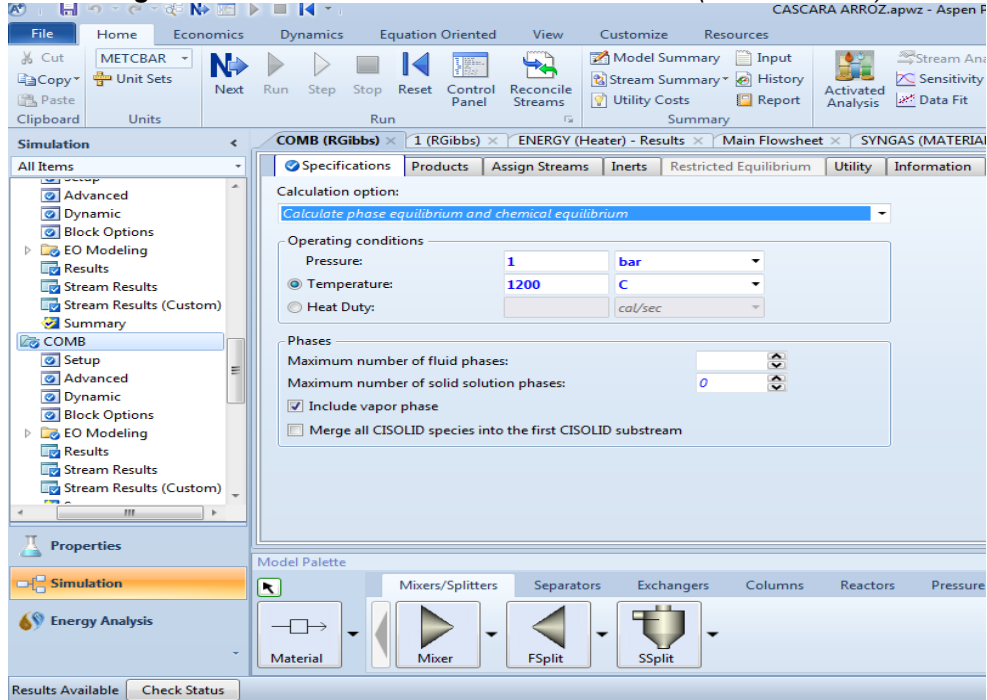 CASCARA ARROZ.apwz - Aspen P
File Home Economics Dynamics Equation Oriented View Customize Resources
Cut METCBAR Model Summary Input Stream Ana
Copy Unit Sets Next Run Step Stop Reset Control Panel Reconcile Streams Stream Summary History Activated Analysis Sensitivity
Paste Utility Costs Report Data Fit
Clipboard Units Run Summary
Simulation < COMB (RGibbs) 1 (RGibbs) ENERGY (Heater) - Results Main Flowsheet SYNGAS (MATERIAL
All Items Specifications Products Assign Streams Inerts Restricted Equilibrium Utility Information
Setup
Advanced
Dynamic
Block Options
EO Modeling
Results
Stream Results
Stream Results (Custom)
Summary
COMB
Setup
Advanced
Dynamic
Block Options
EO Modeling
Results
Stream Results
Stream Results (Custom)
Calculation option:
Calculate phase equilibrium and chemical equilibrium
Operating conditions
Pressure: 1 bar
Temperature: 1200 C
Heat Duty: cal/sec
Phases
Maximum number of fluid phases:
Maximum number of solid solution phases: 0
Include vapor phase
Merge all CISOLID species into the first CISOLID substream
Properties
Simulation
Energy Analysis
Model Palette
Mixers/Splitters Separators Exchangers Columns Reactors Pressure
Material Mixer FSplit SSplit
Results Available Check Status